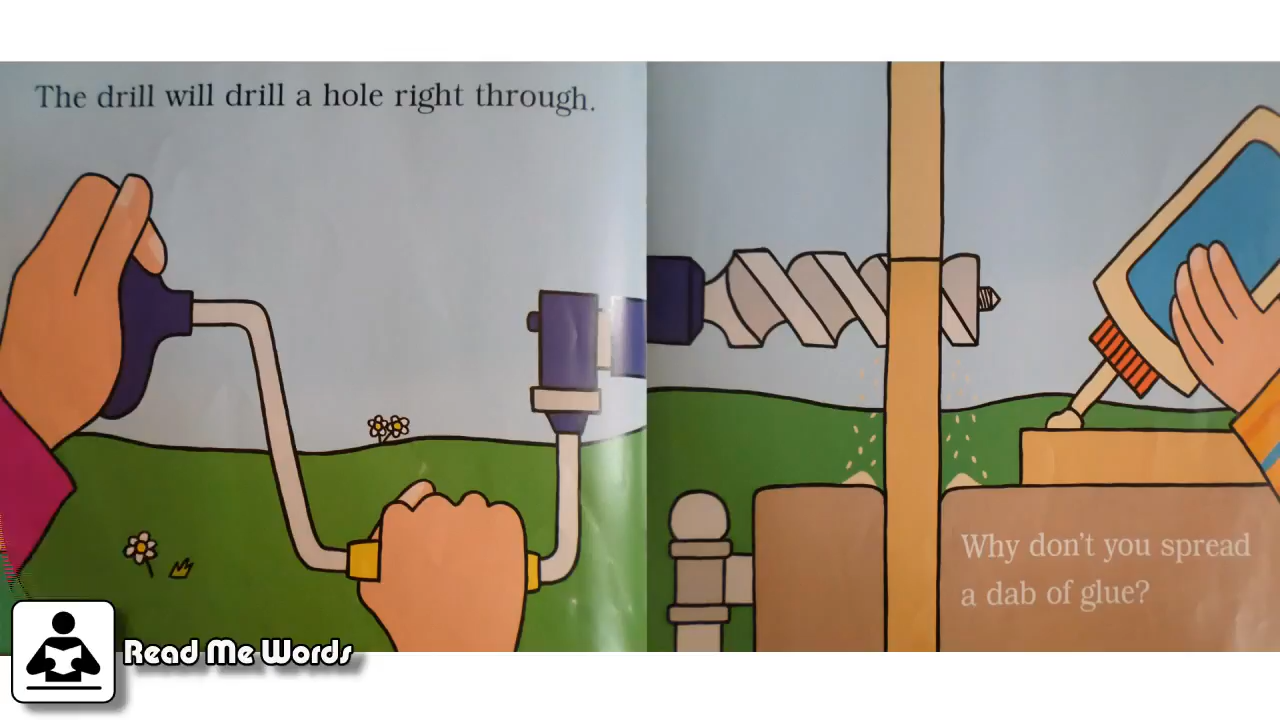 The drill will drill a hole right through.
Why don't you spread
a dab of glue?
Read Me Words